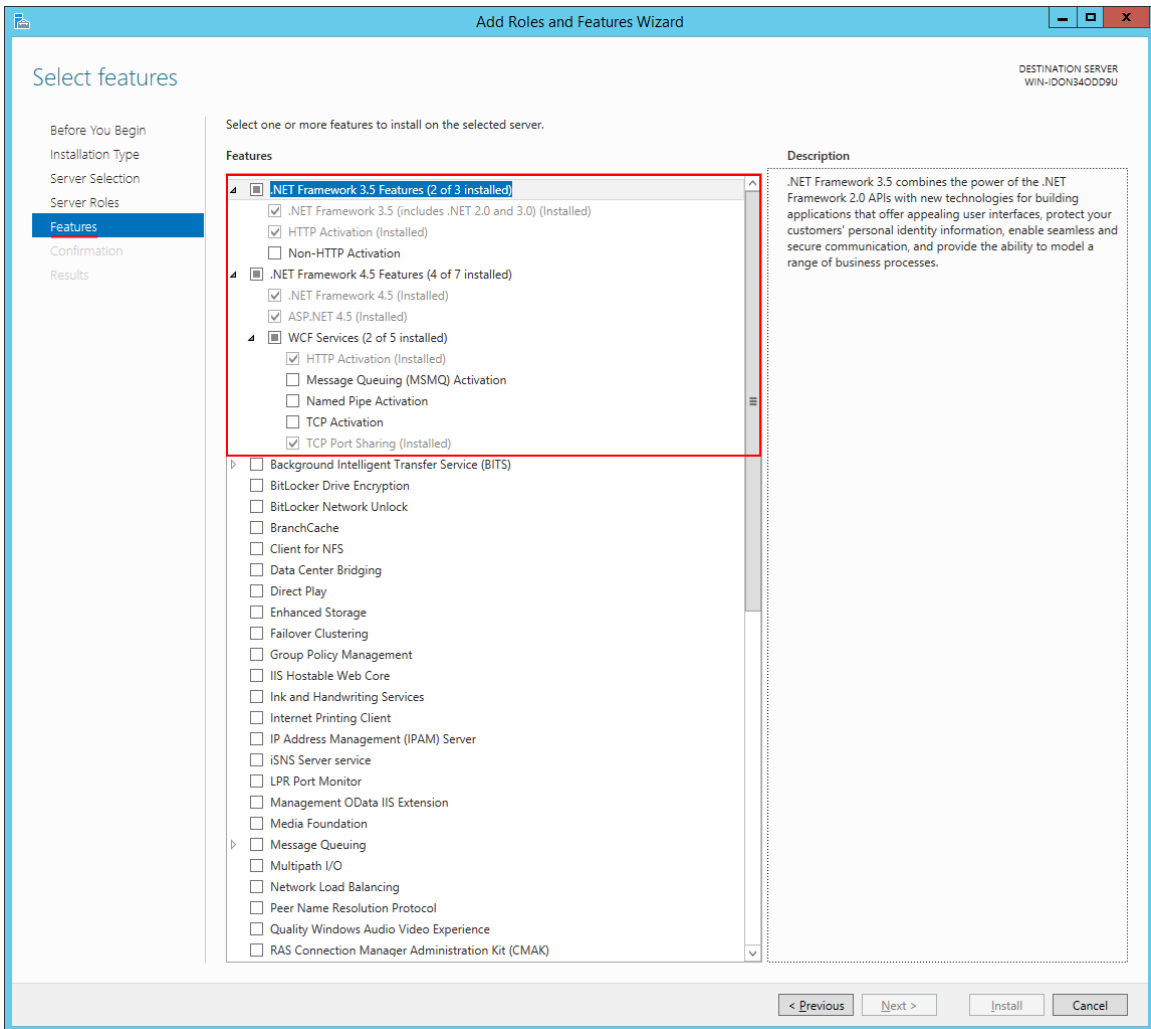 Add Roles and Features Wizard
Select features
DESTINATION SERVER
WIN-IDON34ODD9U
Before You Begin
Installation Type
Server Selection
Server Roles
Features
Confirmation
Results
Select one or more features to install on the selected server.
Features
.NET Framework 3.5 Features (2 of 3 installed)
.NET Framework 3.5 (includes .NET 2.0 and 3.0) (Installed)
HTTP Activation (Installed)
Non-HTTP Activation
.NET Framework 4.5 Features (4 of 7 installed)
.NET Framework 4.5 (Installed)
ASP.NET 4.5 (Installed)
WCF Services (2 of 5 installed)
HTTP Activation (Installed)
Message Queuing (MSMQ) Activation
Named Pipe Activation
TCP Activation
TCP Port Sharing (Installed)
Background Intelligent Transfer Service (BITS)
BitLocker Drive Encryption
BitLocker Network Unlock
BranchCache
Client for NFS
Data Center Bridging
Direct Play
Enhanced Storage
Failover Clustering
Group Policy Management
IIS Hostable Web Core
Ink and Handwriting Services
Internet Printing Client
IP Address Management (IPAM) Server
iSNS Server service
LPR Port Monitor
Management OData IIS Extension
Media Foundation
Message Queuing
Multipath I/O
Network Load Balancing
Peer Name Resolution Protocol
Quality Windows Audio Video Experience
RAS Connection Manager Administration Kit (CMAK)
Description
.NET Framework 3.5 combines the power of the .NET
Framework 2.0 APIs with new technologies for building
applications that offer appealing user interfaces, protect your
customers' personal identity information, enable seamless and
secure communication, and provide the ability to model a
range of business processes.
< Previous
Next >
Install
Cancel